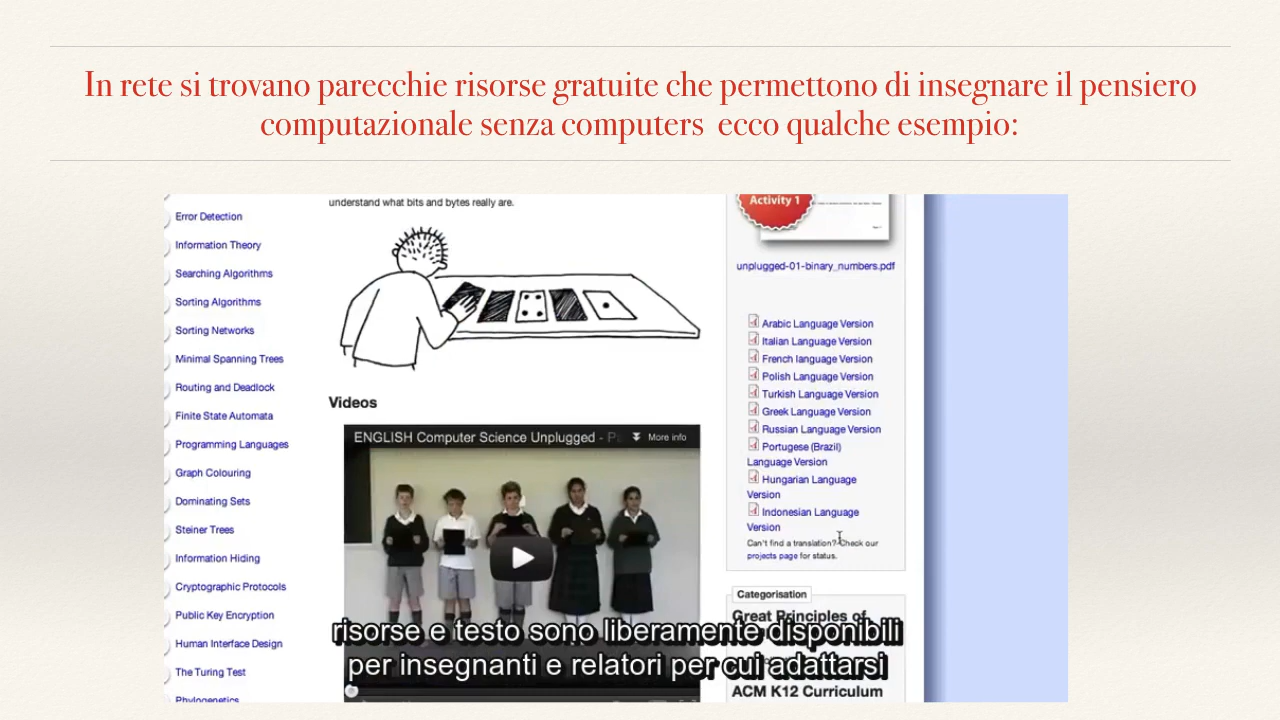 In rete si trovano parecchie risorse gratuite che permettono di insegnare il pensiero
computazionale senza computers ecco qualche esempio:
Error Detection
Information Theory
Searching Algorithms
Sorting Algorithms
Sorting Networks
Minimal Spanning Trees
Routing and Deadlock
Finite State Automata
Programming Languages
Graph Colouring
Dominating Sets
Steiner Trees
Information Hiding
Cryptographic Protocols
Public Key Encryption
Human Interface Design
The Turing Test
Phylogenetics
understand what bits and bytes really are.
Videos
ENGLISH Computer Science Unplugged - Pa
More info
Activity 1
unplugged-01-binary_numbers.pdf
Arabic Language Version
Italian Language Version
French language Version
Polish Language Version
Turkish Language Version
Greek Language Version
Russian Language Version
Portugese (Brazil)
Language Version
Hungarian Language
Version
Indonesian Language
Version
Can't find a translation? Check our
projects page for status.
Categorisation
Great Principles of
ACM K12 Curriculum
risorse e testo sono liberamente disponibili
per insegnanti e relatori per cui adattarsi